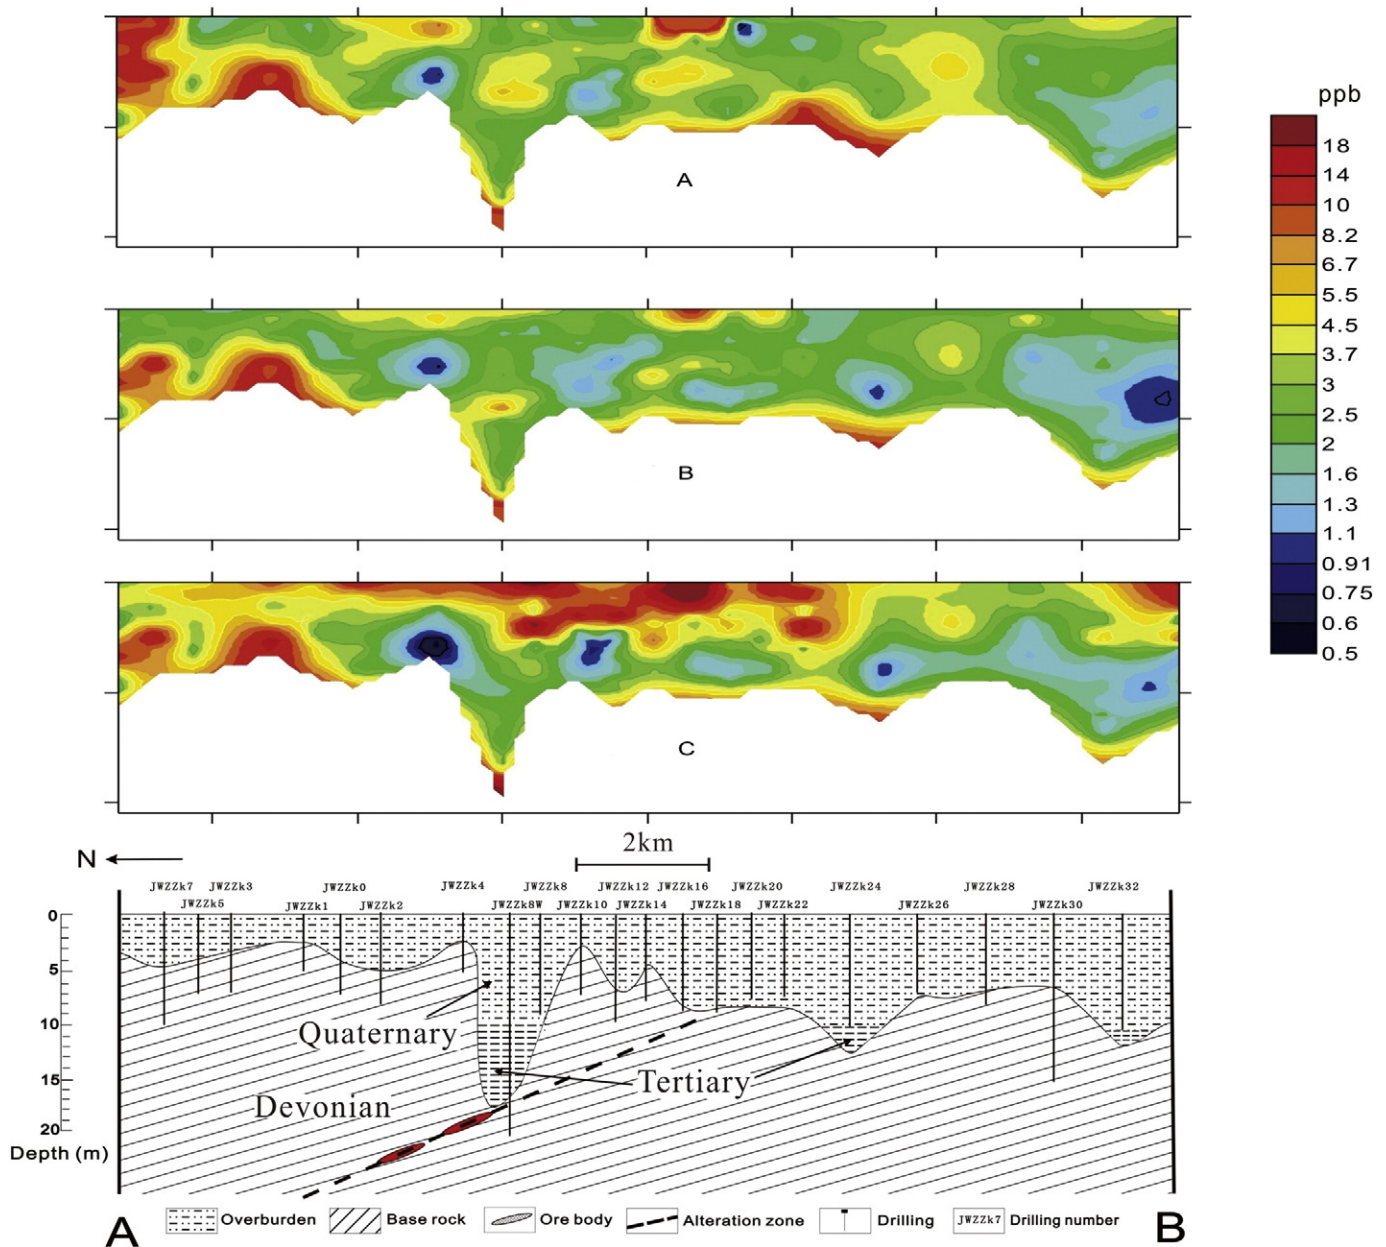 ppb
18
14
10
8.2
6.7
5.5
4.5
3.7
3
2.5
2
1.6
1.3
1.1
0.91
0.75
0.6
0.5
A
B
C
N
2km
JWZZk7 JWZZk3 JWZZk0 JWZZk4 JWZZk8 JWZZk12 JWZZk16 JWZZk20 JWZZk24 JWZZk28 JWZZk32
JWZZk5 JWZZk1 JWZZk2 JWZZk8W JWZZk10 JWZZk14 JWZZk18 JWZZk22 JWZZk26 JWZZk30
0
5
10
15
20
Depth (m)
Quaternary
Tertiary
Devonian
A Overburden Base rock Ore body Alteration zone Drilling JWZZk7 Drilling number B